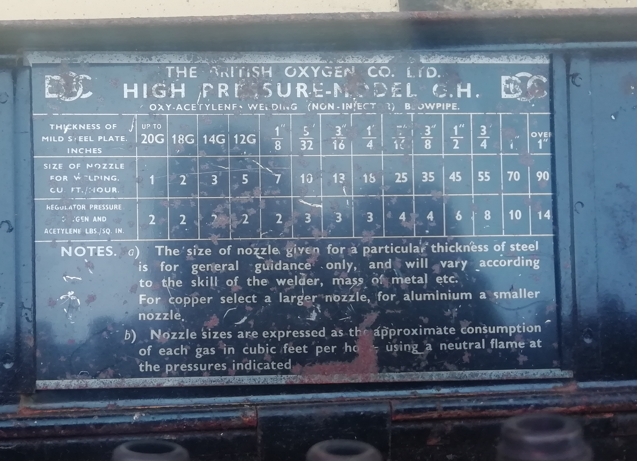 BOC THE BRITISH OXYGEN CO. LTD. BOC
HIGH PRESSURE-MODEL O.H.
OXY-ACETYLENE WELDING (NON-INJECTOR) BLOWPIPE.
THICKNESS OF MILD STEEL PLATE. INCHES UP TO 20G 18G 14G 12G 1/8" 5/32 3/16" 1/4" 5/16 3/8" 1/2" 3/4 1" OVER 1"
SIZE OF NOZZLE FOR WELDING. CU. FT./HOUR. 1 2 3 5 7 10 13 18 25 35 45 55 70 90
REGULATOR PRESSURE OXYGEN AND ACETYLENE LBS./SQ. IN. 2 2 2 2 2 3 3 3 4 4 6 8 10 14
NOTES. a) The size of nozzle given for a particular thickness of steel
is for general guidance only, and will vary according
to the skill of the welder, mass of metal etc.
For copper select a larger nozzle, for aluminium a smaller
nozzle.
b) Nozzle sizes are expressed as the approximate consumption
of each gas in cubic feet per hour using a neutral flame at
the pressures indicated